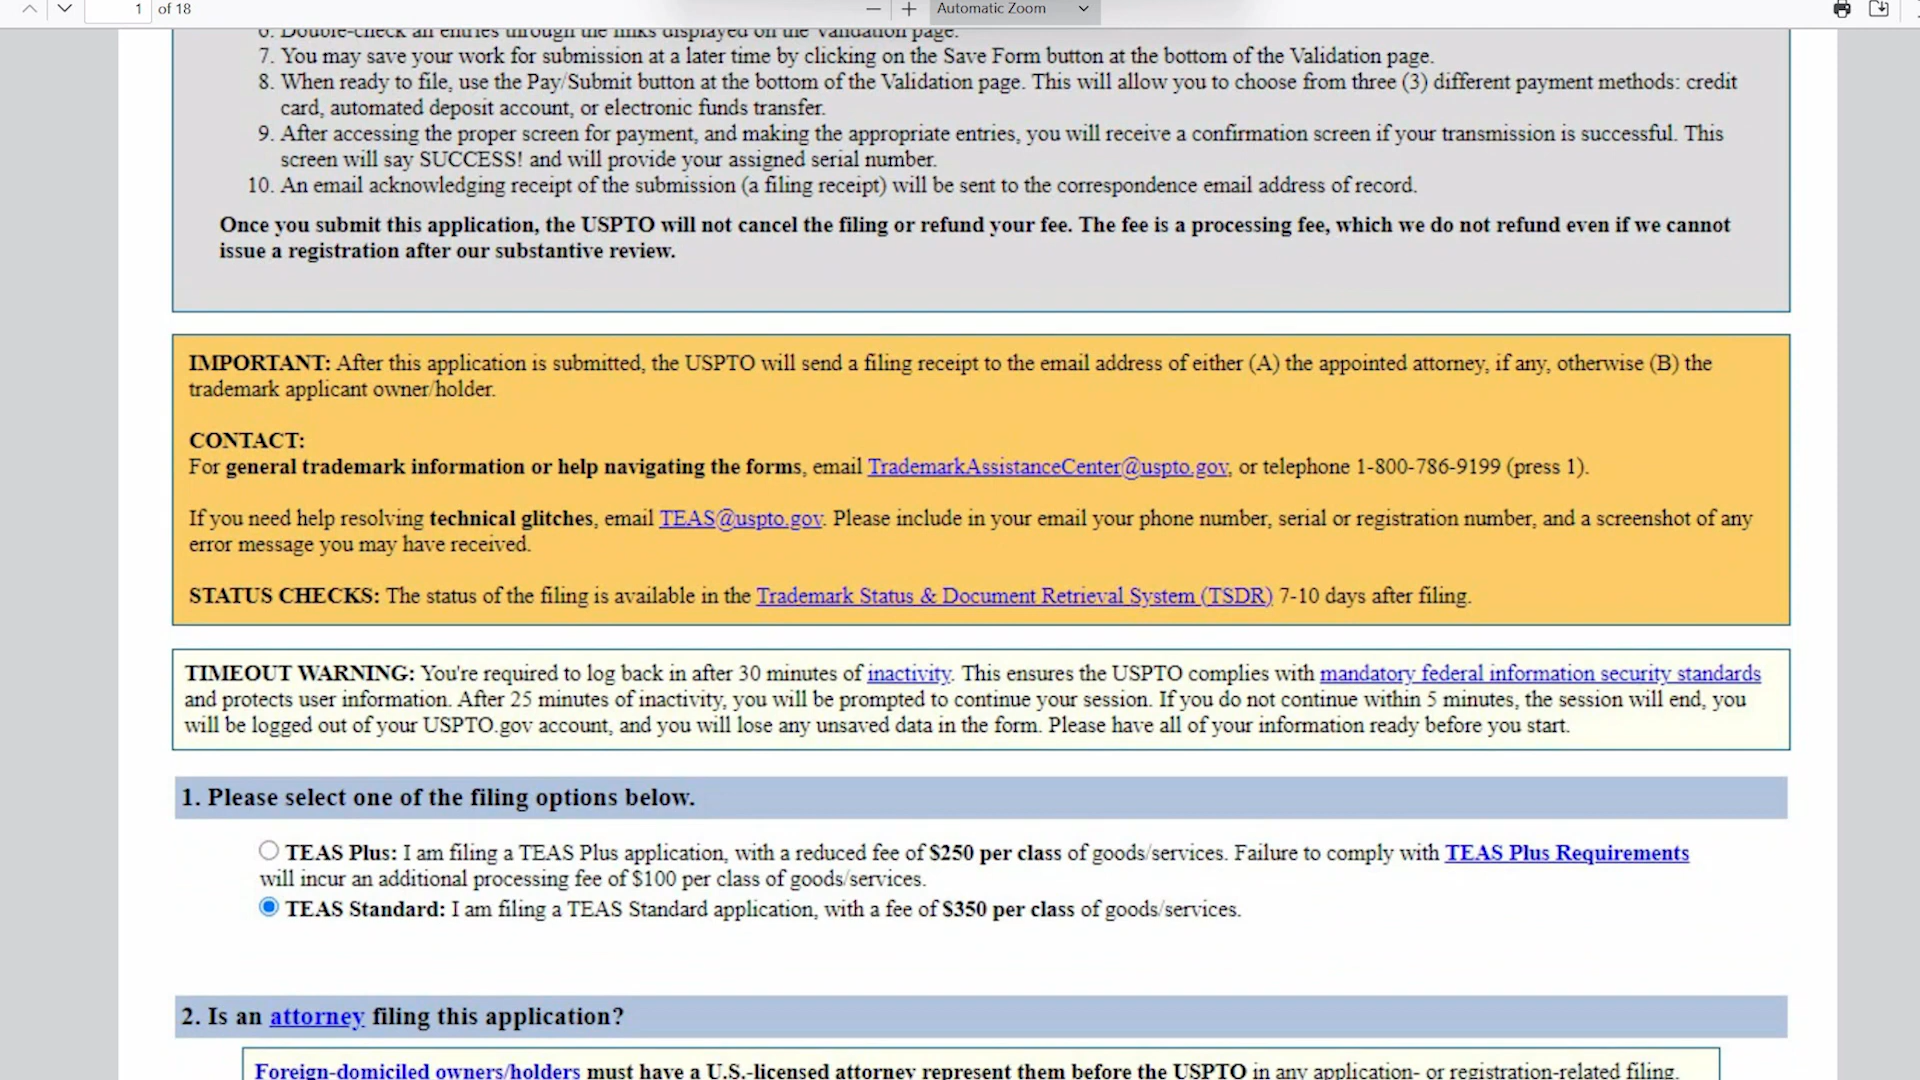 1 of 18
Automatic Zoom
6. Double-check all entries through the links displayed on the Validation page.
7. You may save your work for submission at a later time by clicking on the Save Form button at the bottom of the Validation page.
8. When ready to file, use the Pay/Submit button at the bottom of the Validation page. This will allow you to choose from three (3) different payment methods: credit
card, automated deposit account, or electronic funds transfer.
9. After accessing the proper screen for payment, and making the appropriate entries, you will receive a confirmation screen if your transmission is successful. This
screen will say SUCCESS! and will provide your assigned serial number.
10. An email acknowledging receipt of the submission (a filing receipt) will be sent to the correspondence email address of record.
Once you submit this application, the USPTO will not cancel the filing or refund your fee. The fee is a processing fee, which we do not refund even if we cannot
issue a registration after our substantive review.
IMPORTANT: After this application is submitted, the USPTO will send a filing receipt to the email address of either (A) the appointed attorney, if any, otherwise (B) the
trademark applicant owner/holder.
CONTACT:
For general trademark information or help navigating the forms, email TrademarkAssistanceCenter@uspto.gov, or telephone 1-800-786-9199 (press 1).
If you need help resolving technical glitches, email TEAS@uspto.gov. Please include in your email your phone number, serial or registration number, and a screenshot of any
error message you may have received.
STATUS CHECKS: The status of the filing is available in the Trademark Status & Document Retrieval System (TSDR) 7-10 days after filing.
TIMEOUT WARNING: You're required to log back in after 30 minutes of inactivity. This ensures the USPTO complies with mandatory federal information security standards
and protects user information. After 25 minutes of inactivity, you will be prompted to continue your session. If you do not continue within 5 minutes, the session will end, you
will be logged out of your USPTO.gov account, and you will lose any unsaved data in the form. Please have all of your information ready before you start.
1. Please select one of the filing options below.
TEAS Plus: I am filing a TEAS Plus application, with a reduced fee of $250 per class of goods/services. Failure to comply with TEAS Plus Requirements
will incur an additional processing fee of $100 per class of goods/services.
TEAS Standard: I am filing a TEAS Standard application, with a fee of $350 per class of goods/services.
2. Is an attorney filing this application?
Foreign-domiciled owners/holders must have a U.S.-licensed attorney represent them before the USPTO in any application- or registration-related filing.